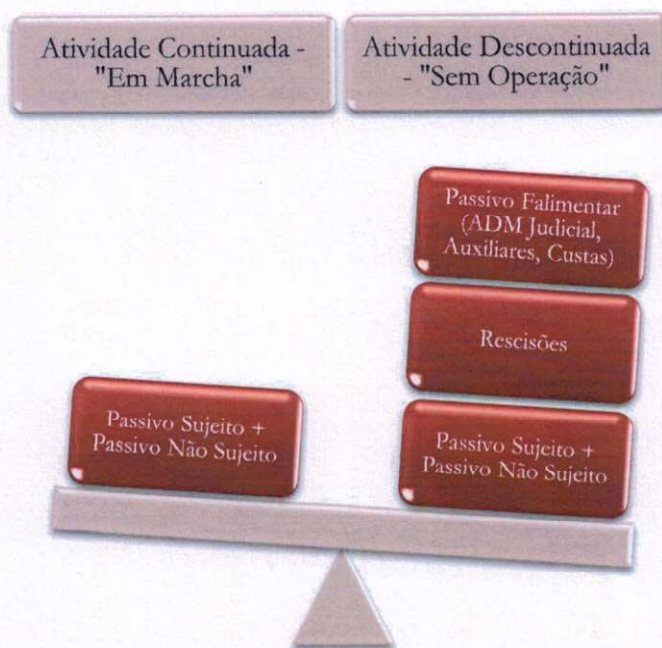 Atividade Continuada -
"Em Marcha"
Atividade Descontinuada
- "Sem Operação"
Passivo Falimentar
(ADM Judicial,
Auxiliares, Custas)
Rescisões
Passivo Sujeito +
Passivo Não Sujeito
Passivo Sujeito +
Passivo Não Sujeito